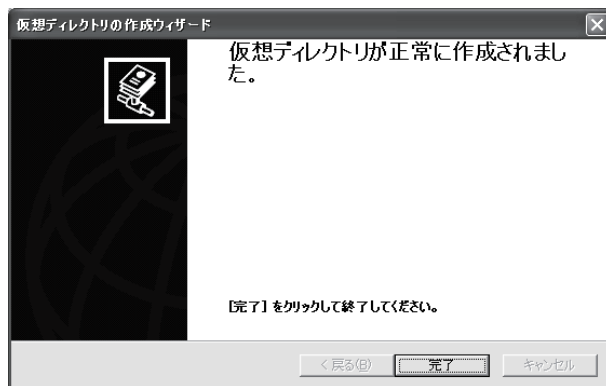 仮想ディレクトリの作成ウィザード
仮想ディレクトリが正常に作成されまし
た。
[完了] をクリックして終了してください。
< 戻る(B)
完了
キャンセル